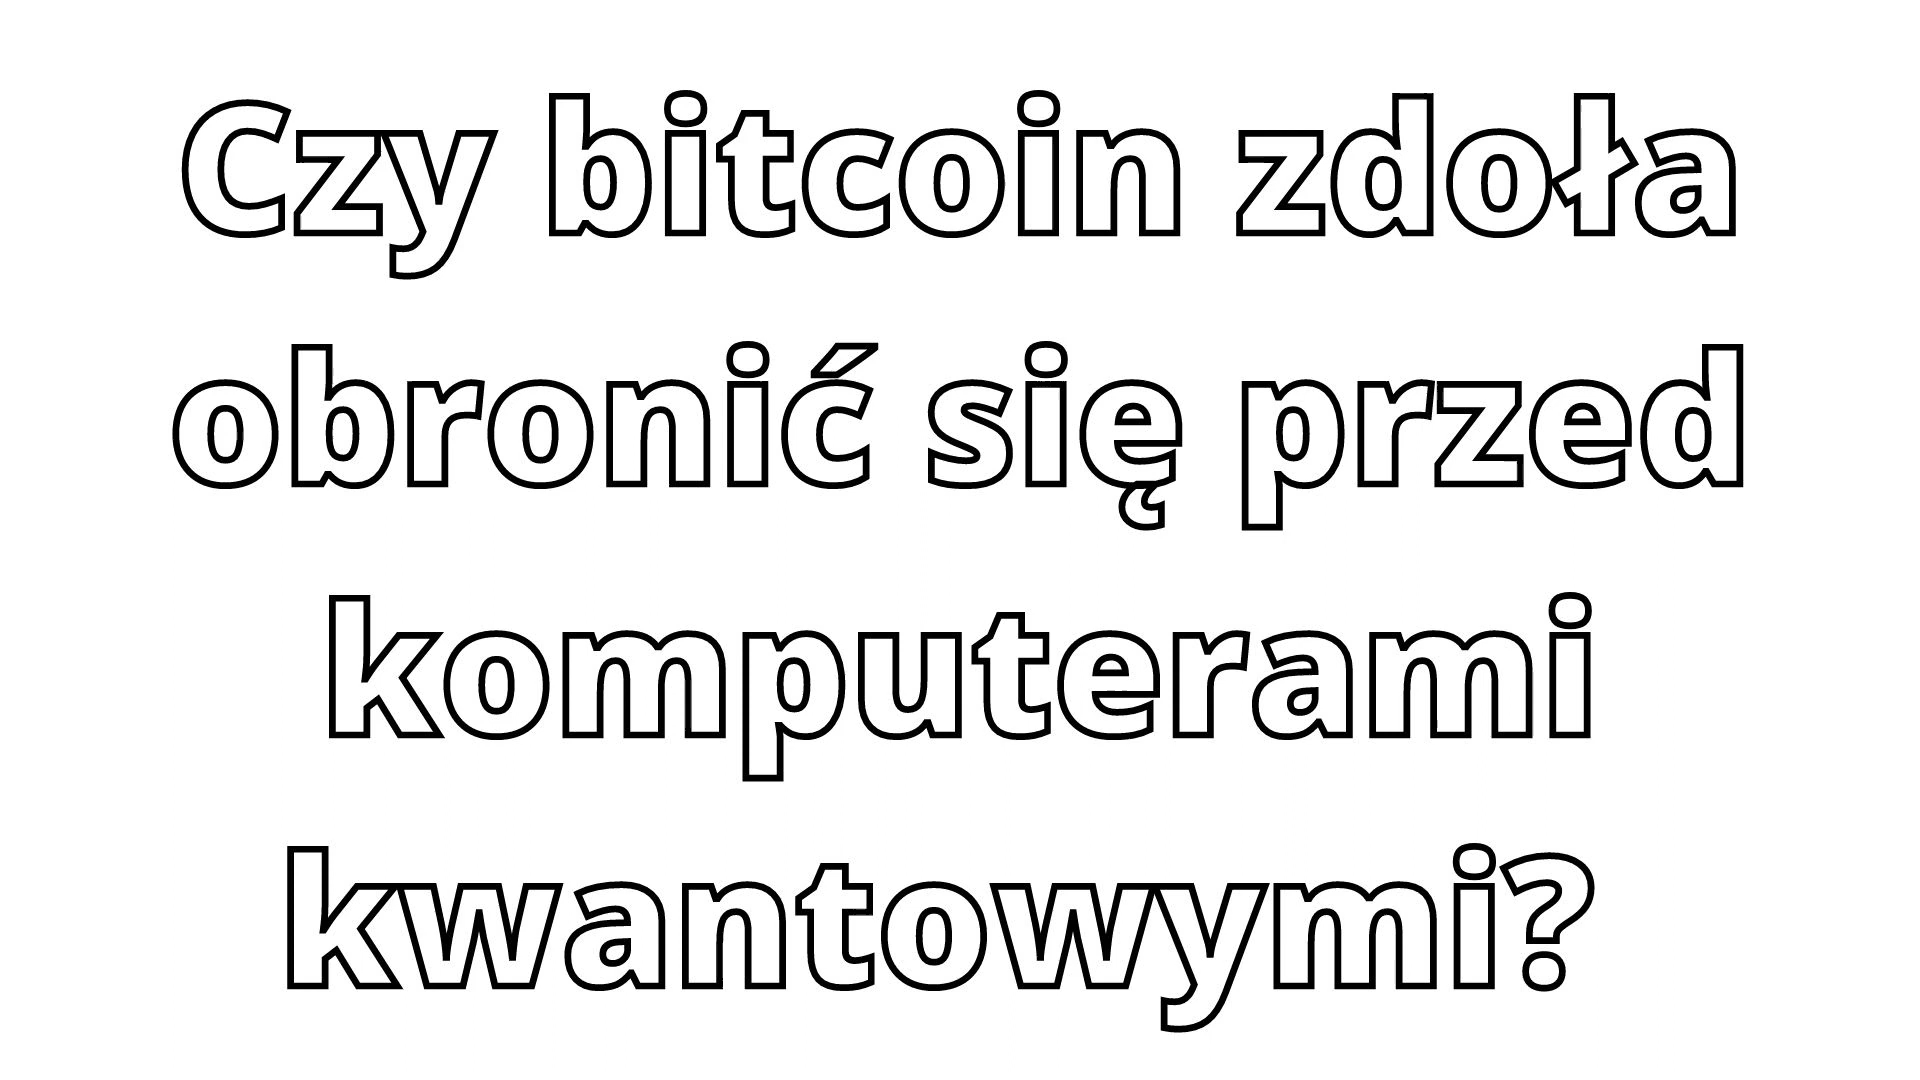 Czy bitcoin zdoła
obronić się przed
komputerami
kwantowymi?